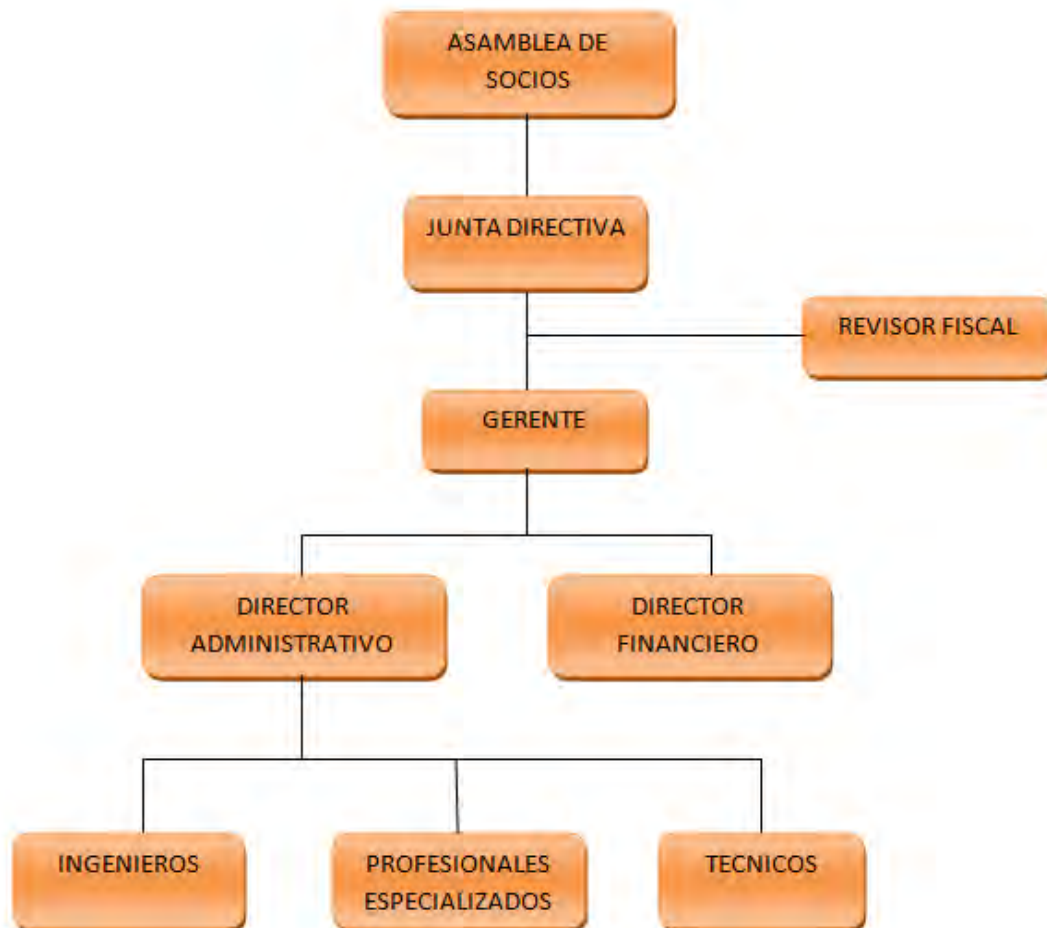 ASAMBLEA DE
SOCIOS
JUNTA DIRECTIVA
REVISOR FISCAL
GERENTE
DIRECTOR
ADMINISTRATIVO
DIRECTOR
FINANCIERO
INGENIEROS
PROFESIONALES
ESPECIALIZADOS
TECNICOS